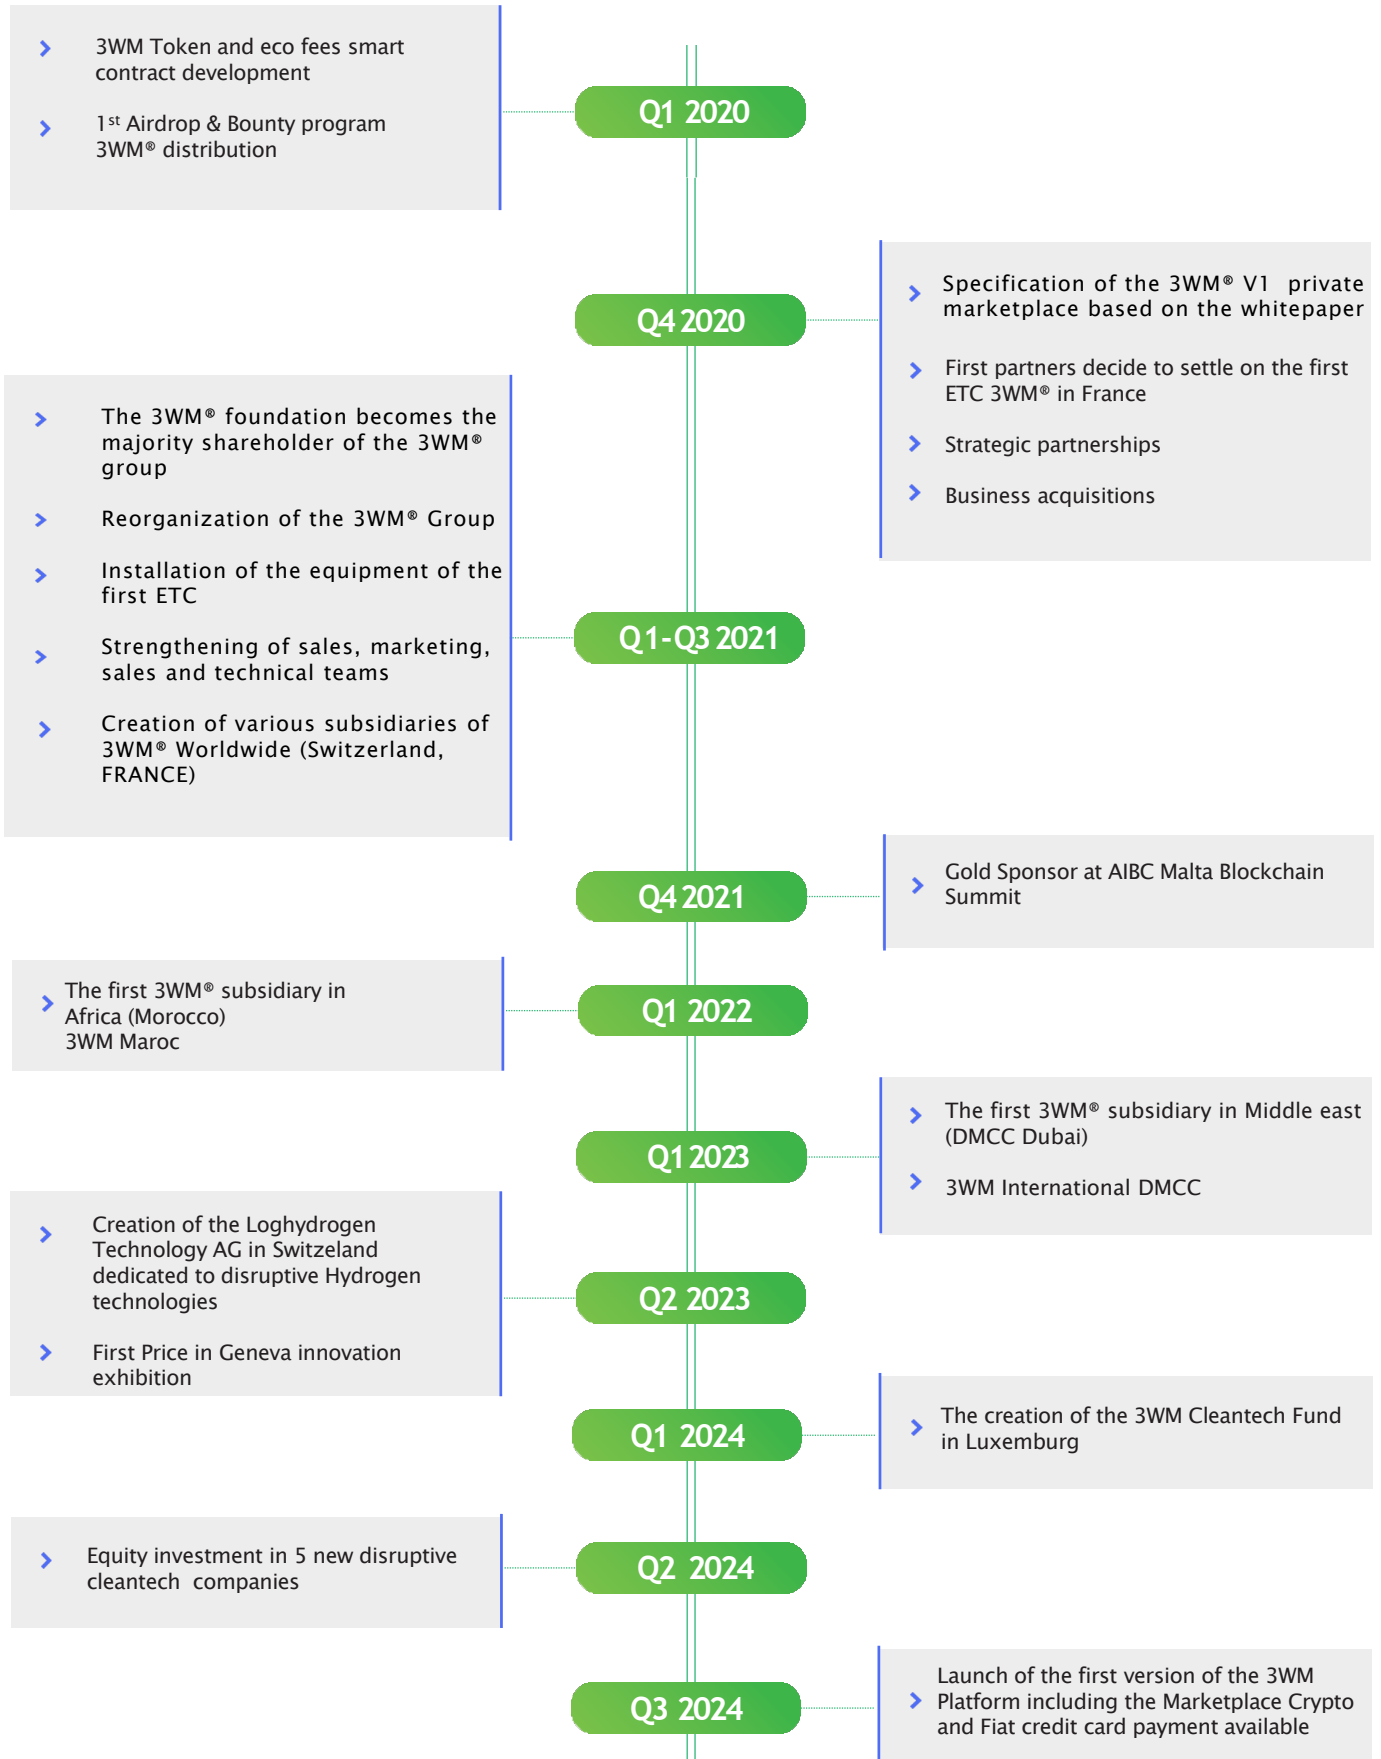 3WM Token and eco fees smart
contract development
1st Airdrop & Bounty program
3WM® distribution
Q1 2020
Q4 2020
Specification of the 3WM® V1 private
marketplace based on the whitepaper
First partners decide to settle on the first
ETC 3WM® in France
Strategic partnerships
Business acquisitions
The 3WM® foundation becomes the
majority shareholder of the 3WM®
group
Reorganization of the 3WM® Group
Installation of the equipment of the
first ETC
Strengthening of sales, marketing,
sales and technical teams
Creation of various subsidiaries of
3WM® Worldwide (Switzerland,
FRANCE)
Q1-Q3 2021
Q4 2021
Gold Sponsor at AIBC Malta Blockchain
Summit
The first 3WM® subsidiary in
Africa (Morocco)
3WM Maroc
Q1 2022
Q1 2023
The first 3WM® subsidiary in Middle east
(DMCC Dubai)
3WM International DMCC
Creation of the Loghydrogen
Technology AG in Switzeland
dedicated to disruptive Hydrogen
technologies
First Price in Geneva innovation
exhibition
Q2 2023
Q1 2024
The creation of the 3WM Cleantech Fund
in Luxemburg
Equity investment in 5 new disruptive
cleantech companies
Q2 2024
Q3 2024
Launch of the first version of the 3WM
Platform including the Marketplace Crypto
and Fiat credit card payment available